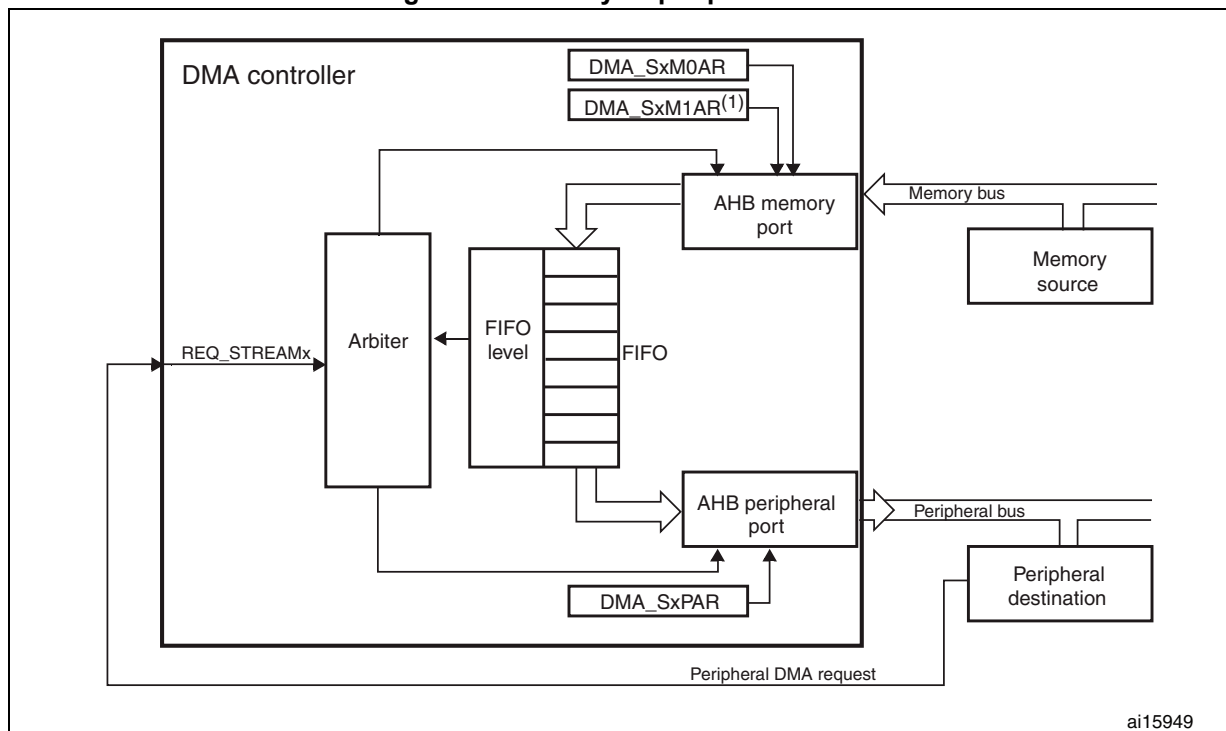 DMA controller
DMA_SxM0AR
DMA_SxM1AR(1)
AHB memory
port
Memory bus
Memory
source
Arbiter
FIFO
level
FIFO
REQ_STREAMx
AHB peripheral
port
Peripheral bus
DMA_SxPAR
Peripheral
destination
Peripheral DMA request
ai15949